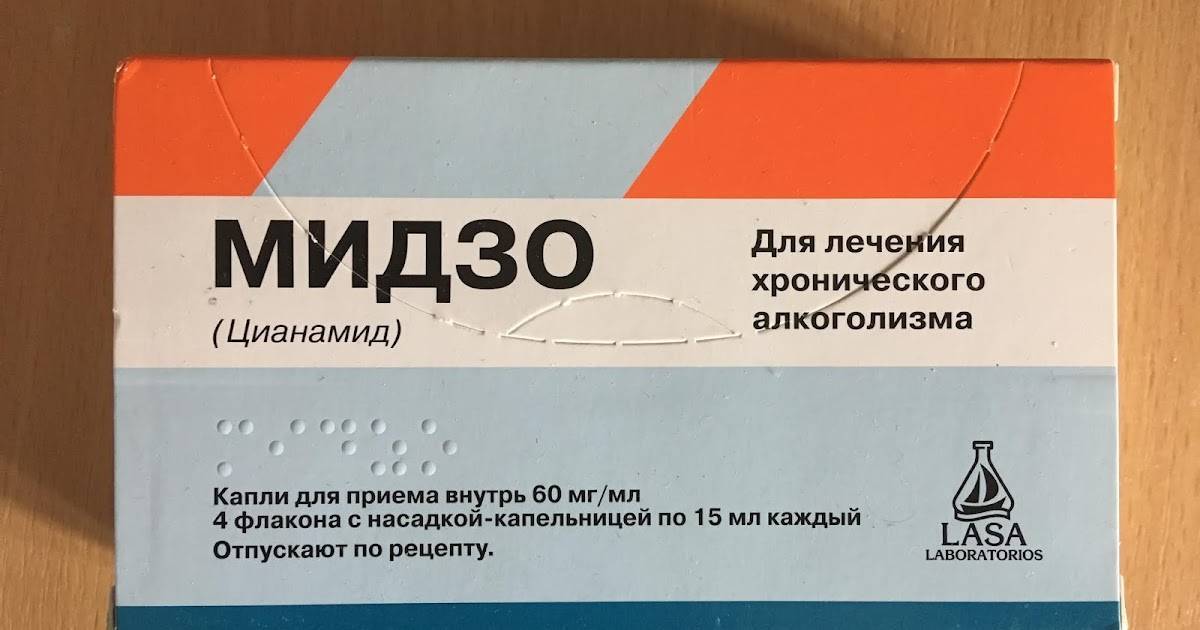 МИДЗО
(Цианамид)
Для лечения
хронического
алкоголизма
Капли для приема внутрь 60 мг/мл
4 флакона с насадкой-капельницей по 15 мл каждый
Отпускают по рецепту.
LASA
LABORATORIOS